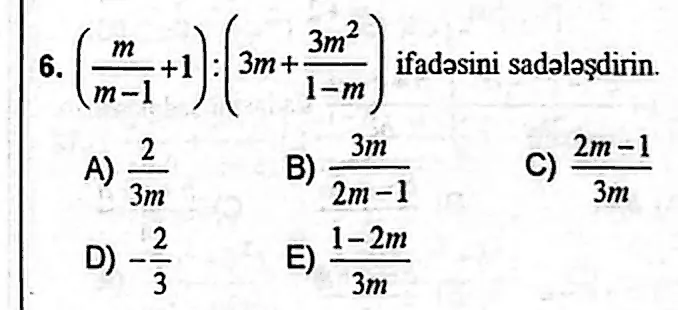 6. (m/(m−1) + 1) : (3m + 3m²/(1−m)) ifadəsini sadələşdirin.
A) 2/(3m) B) 3m/(2m−1) C) (2m−1)/(3m)
D) −2/3 E) (1−2m)/(3m)